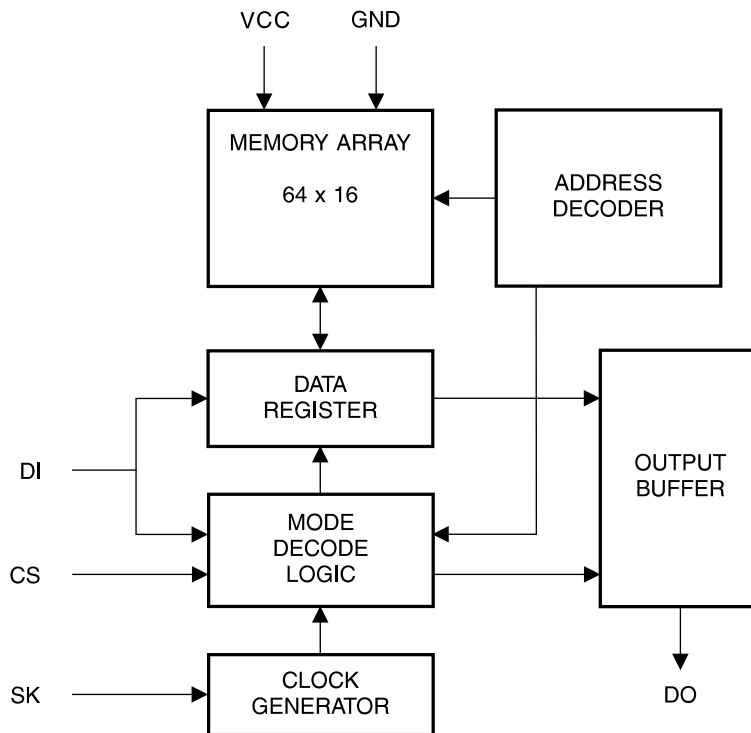 VCC
GND
MEMORY ARRAY
64 x 16
ADDRESS
DECODER
DATA
REGISTER
DI
OUTPUT
BUFFER
MODE
DECODE
LOGIC
CS
CLOCK
GENERATOR
SK
DO